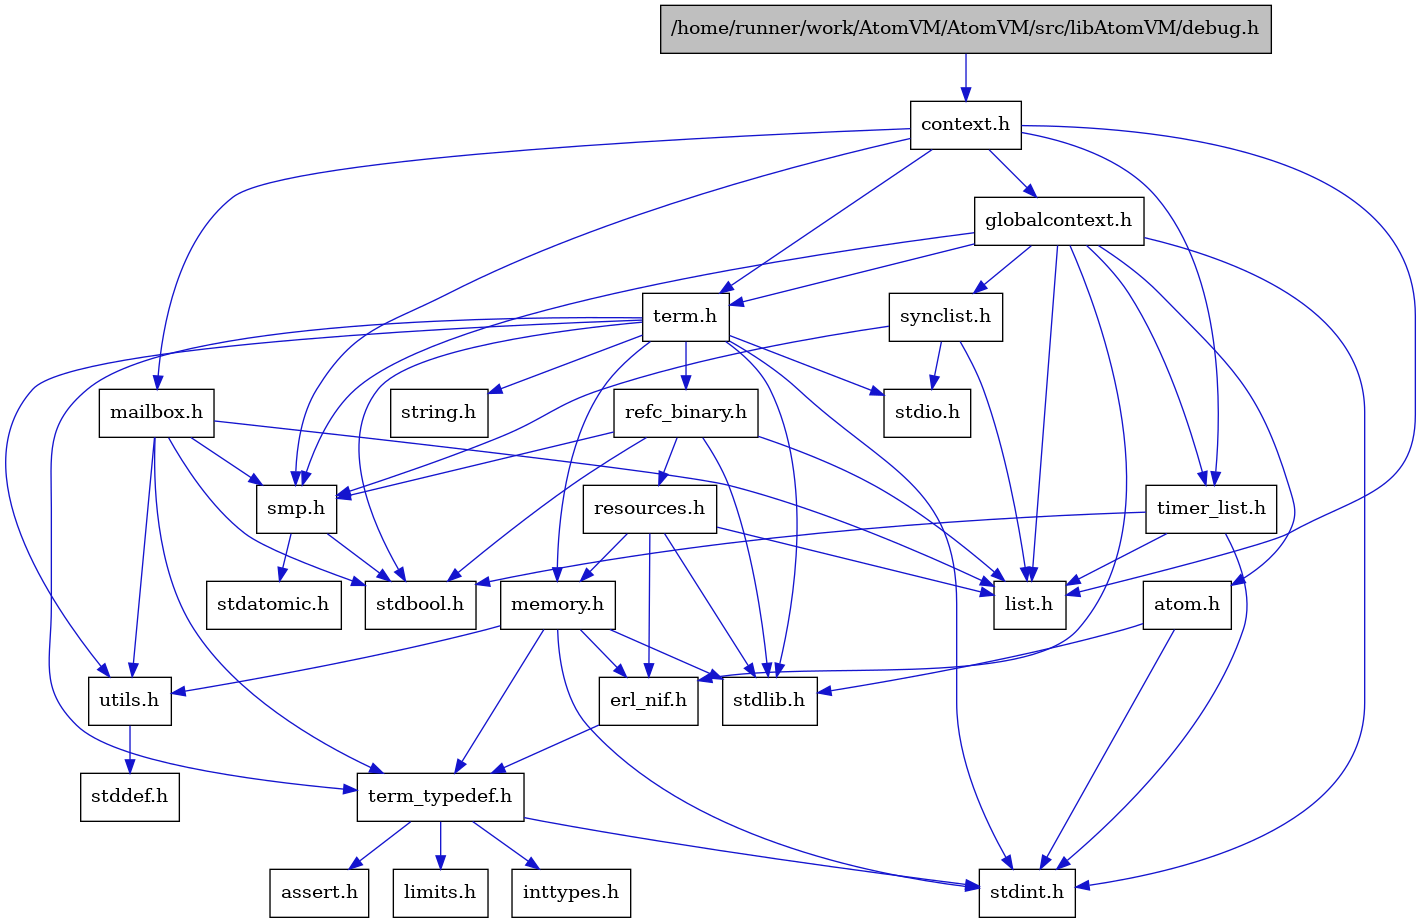 /home/runner/work/AtomVM/AtomVM/src/libAtomVM/debug.h
context.h
globalcontext.h
term.h
synclist.h
mailbox.h
string.h
refc_binary.h
stdio.h
smp.h
resources.h
timer_list.h
stdatomic.h
stdbool.h
memory.h
list.h
atom.h
utils.h
erl_nif.h
stdlib.h
stddef.h
term_typedef.h
assert.h
limits.h
inttypes.h
stdint.h